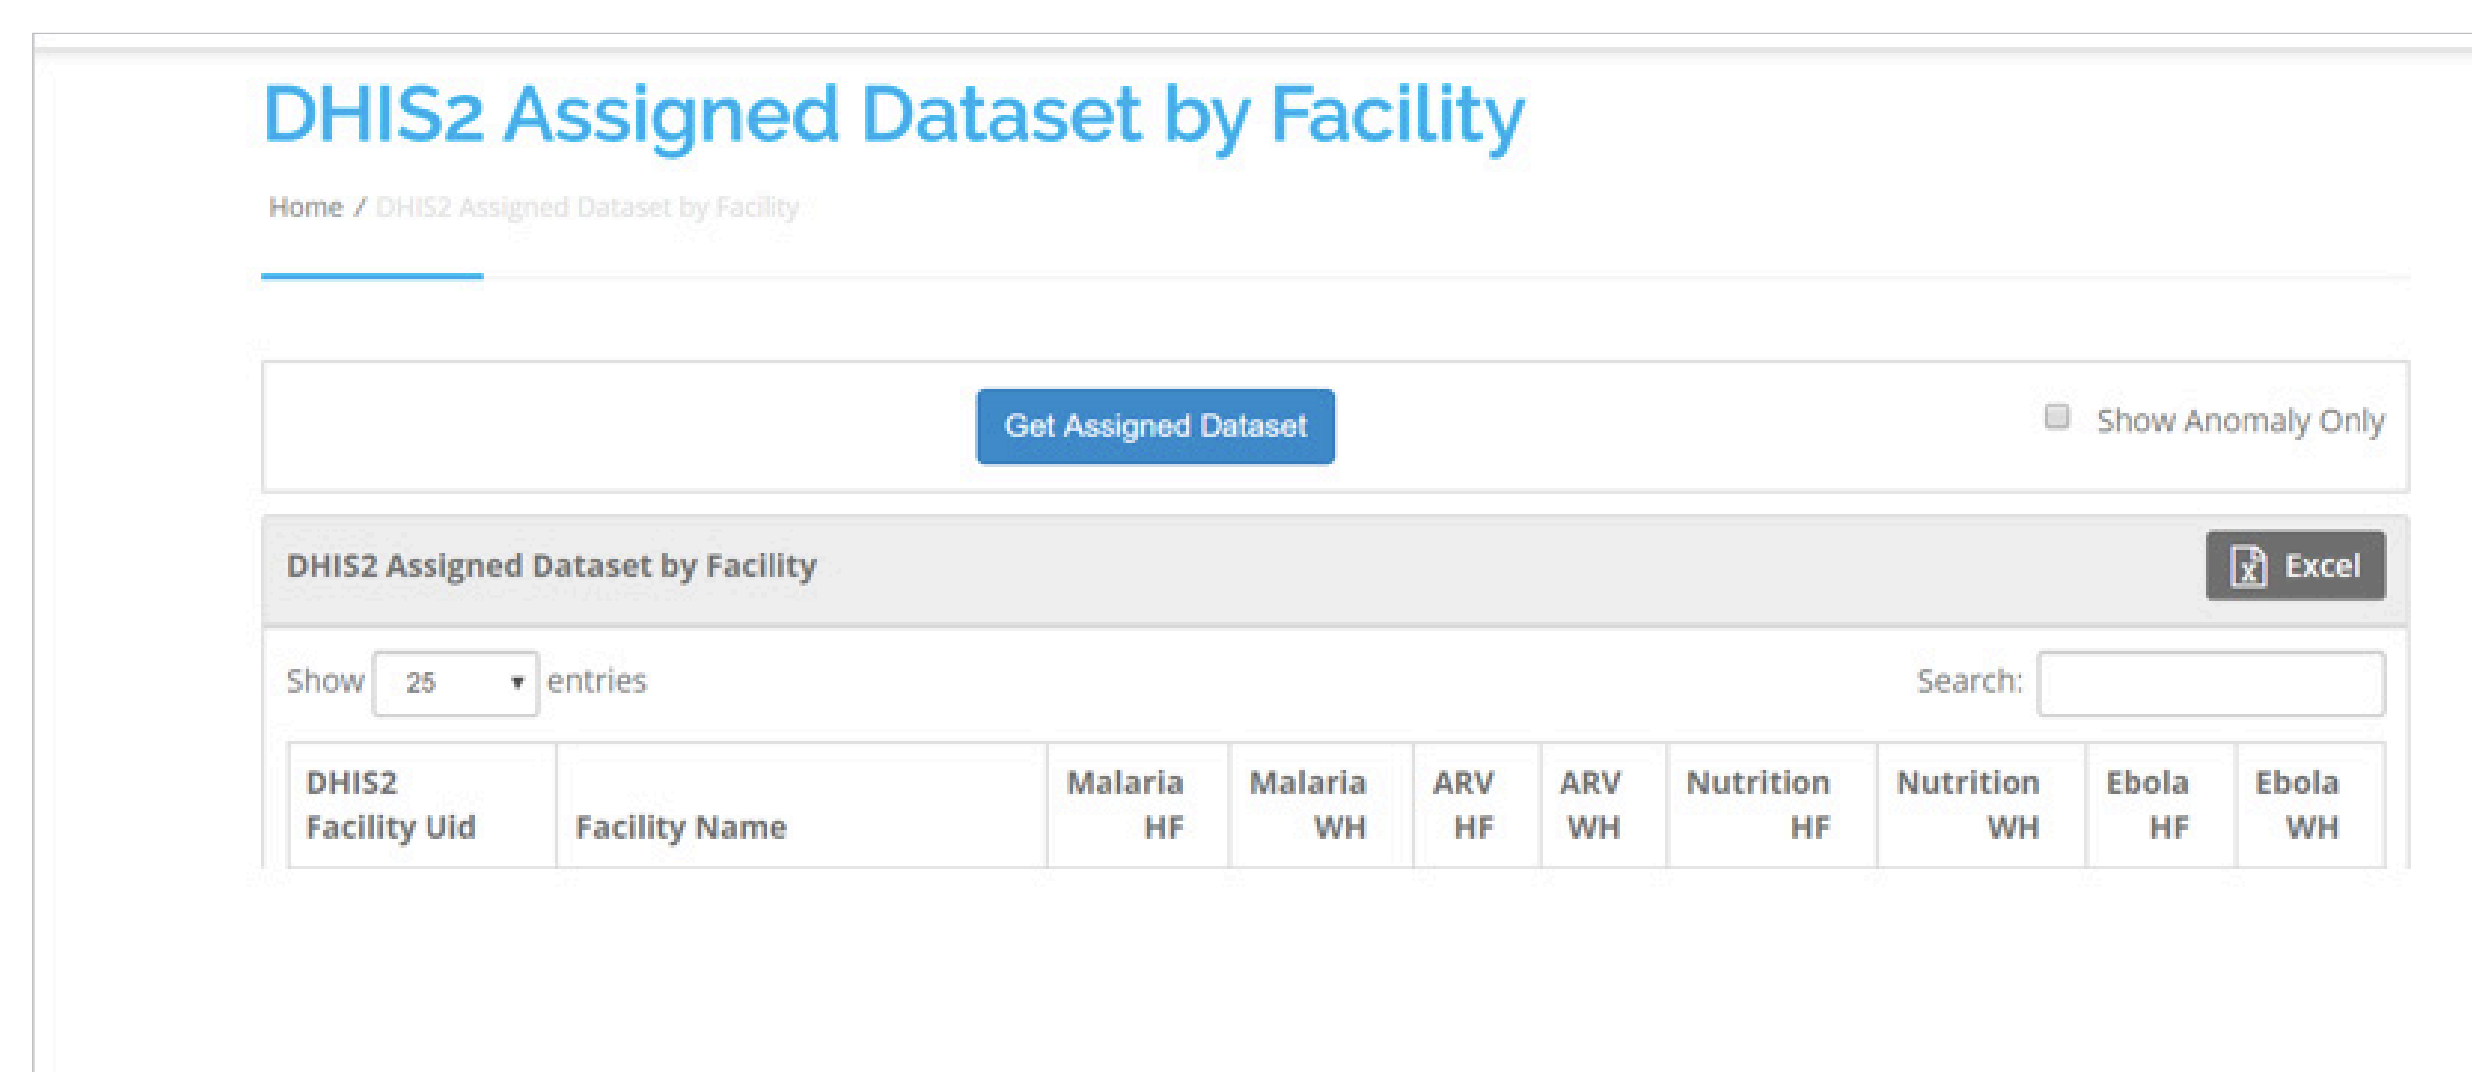 DHIS2 Assigned Dataset by Facility
Home / DHIS2 Assigned Dataset by Facility
Get Assigned Dataset
Show Anomaly Only
DHIS2 Assigned Dataset by Facility
Excel
Show 25 entries
Search:
DHIS2 Facility Uid
Facility Name
Malaria HF
Malaria WH
ARV HF
ARV WH
Nutrition HF
Nutrition WH
Ebola HF
Ebola WH